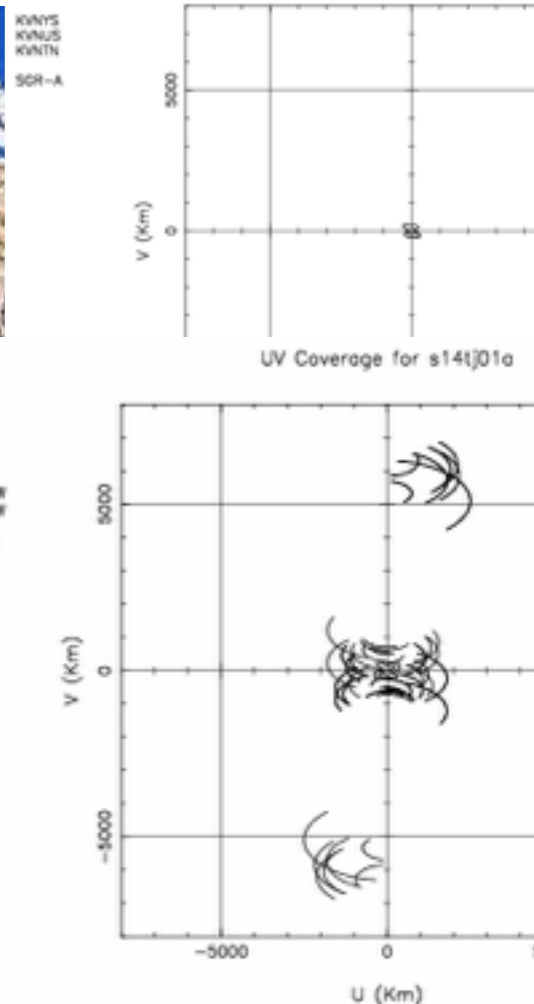 KVNYS
KVNUS
KVNTN
SGR-A
5000
V (Km)
0
UV Coverage for s14tj01a
5000
V (Km)
0
-5000
-5000
0
U (Km)